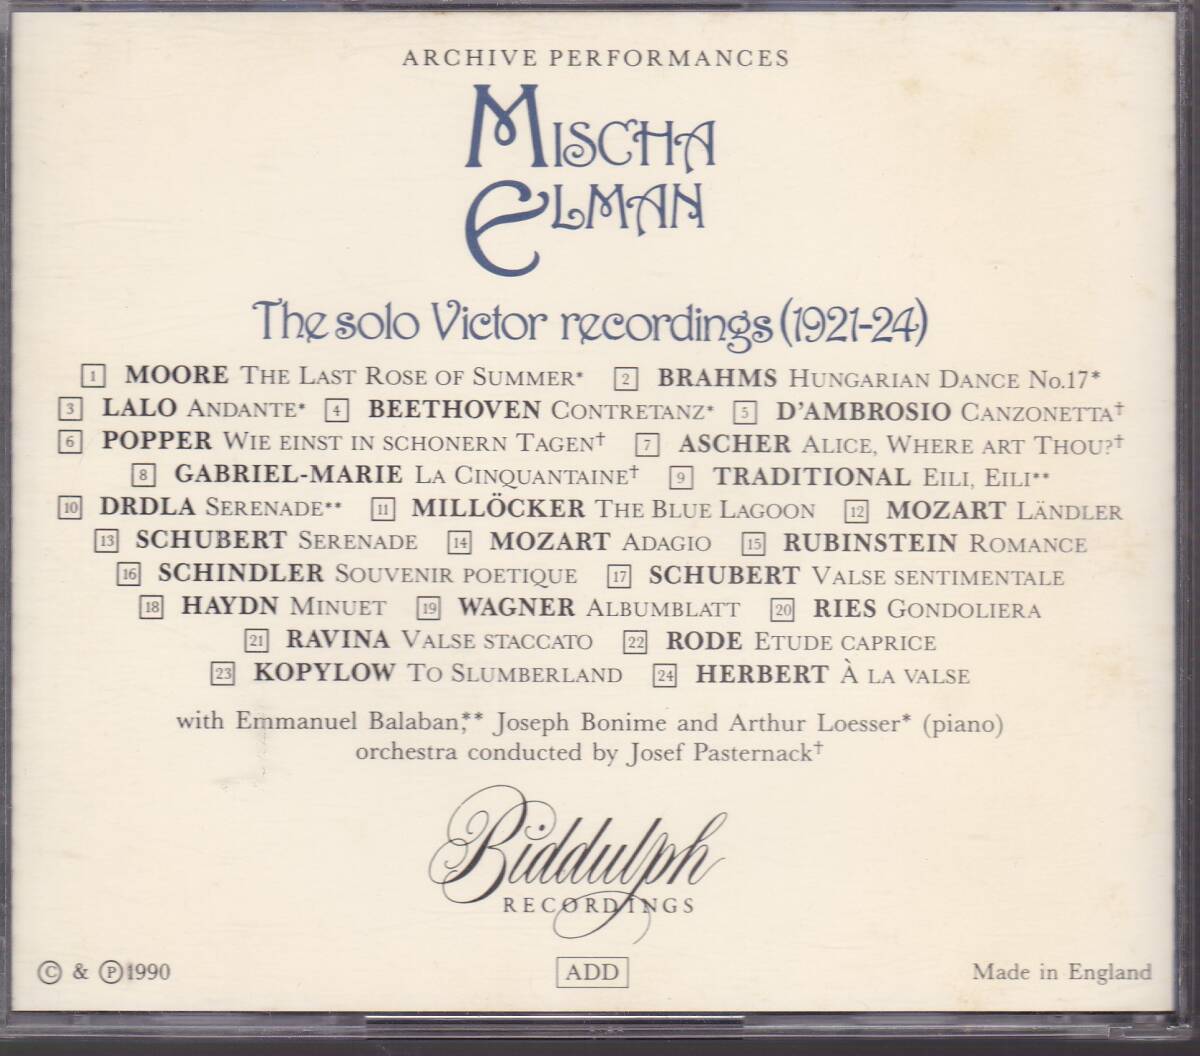 ARCHIVE PERFORMANCES
MISCHA
ELMAN
The solo Victor recordings (1921-24)
1 MOORE THE LAST ROSE OF SUMMER* 2 BRAHMS HUNGARIAN DANCE NO.17*
3 LALO ANDANTE* 4 BEETHOVEN CONTRETANZ* 5 D'AMBROSIO CANZONETTA†
6 POPPER WIE EINST IN SCHONERN TAGEN† 7 ASCHER ALICE, WHERE ART THOU?†
8 GABRIEL-MARIE LA CINQUANTAINE† 9 TRADITIONAL EILI, EILI**
10 DRDLA SERENADE** 11 MILLÖCKER THE BLUE LAGOON 12 MOZART LÄNDLER
13 SCHUBERT SERENADE 14 MOZART ADAGIO 15 RUBINSTEIN ROMANCE
16 SCHINDLER SOUVENIR POETIQUE 17 SCHUBERT VALSE SENTIMENTALE
18 HAYDN MINUET 19 WAGNER ALBUMBLATT 20 RIES GONDOLIERA
21 RAVINA VALSE STACCATO 22 RODE ETUDE CAPRICE
23 KOPYLOW TO SLUMBERLAND 24 HERBERT À LA VALSE
with Emmanuel Balaban,** Joseph Bonime and Arthur Loesser* (piano)
orchestra conducted by Josef Pasternack†
Biddulph
RECORDINGS
© & ℗1990 ADD Made in England